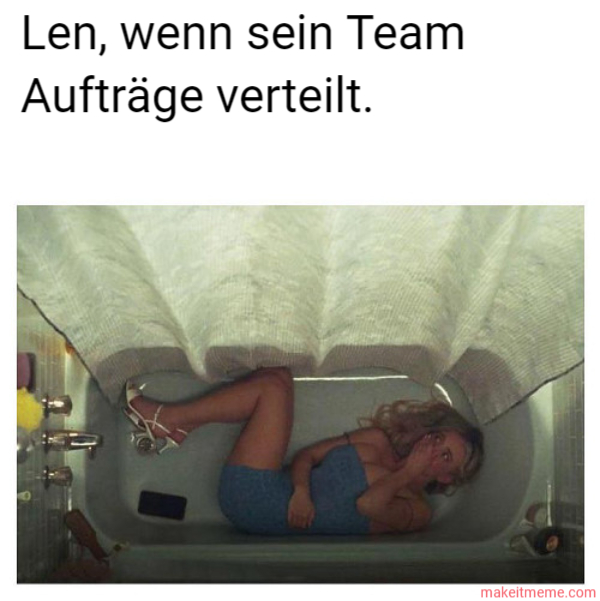 Len, wenn sein Team
Aufträge verteilt.
makeitmeme.com